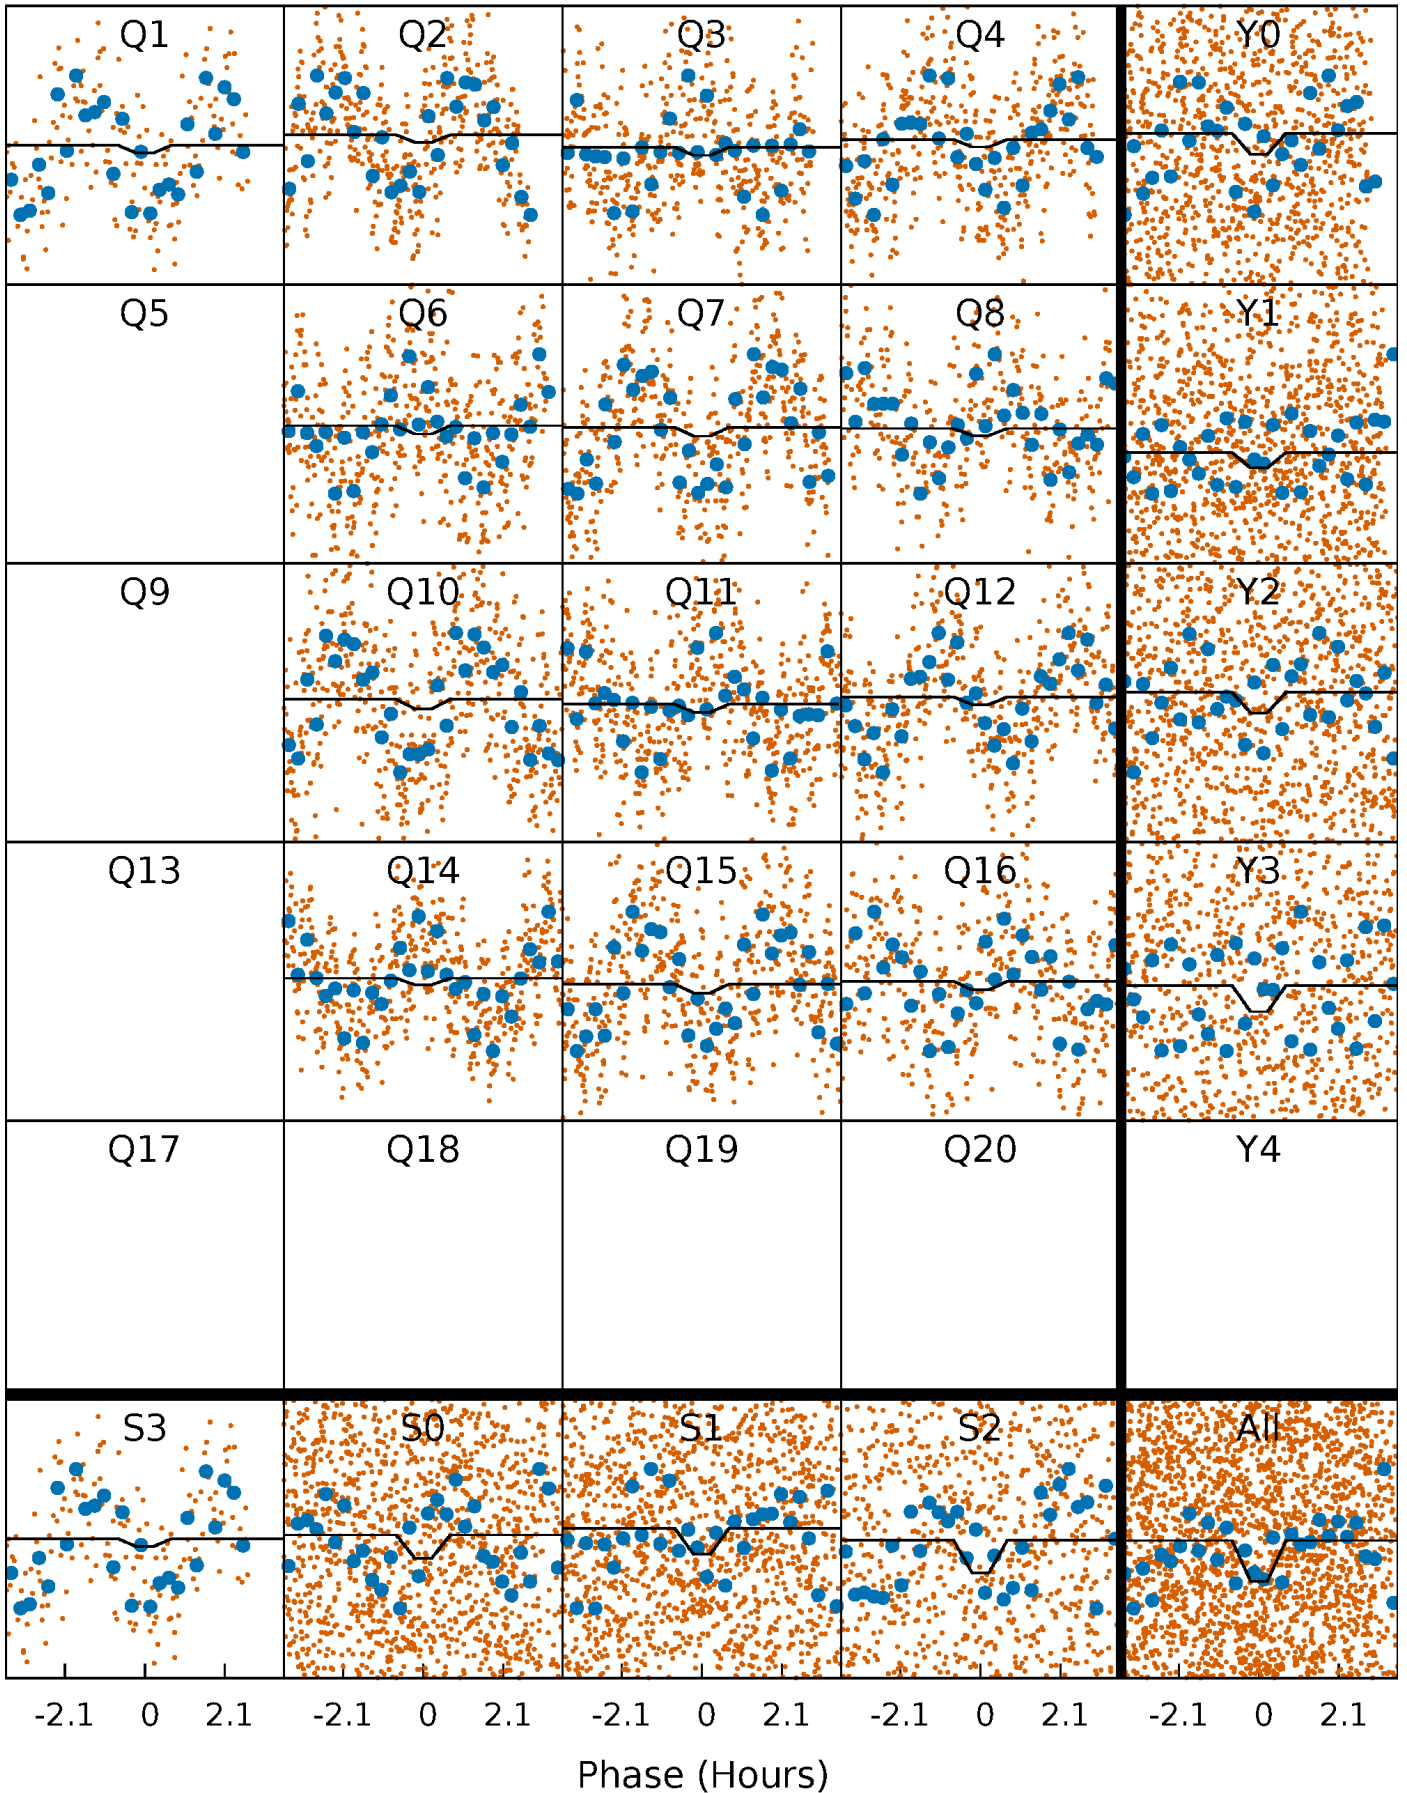 Q1 Q2 Q3 Q4 Y0
Q5 Q6 Q7 Q8 Y1
Q9 Q10 Q11 Q12 Y2
Q13 Q14 Q15 Q16 Y3
Q17 Q18 Q19 Q20 Y4
S3 S0 S1 S2 All
-2.1 0 2.1 -2.1 0 2.1 -2.1 0 2.1 -2.1 0 2.1 -2.1 0 2.1
Phase (Hours)